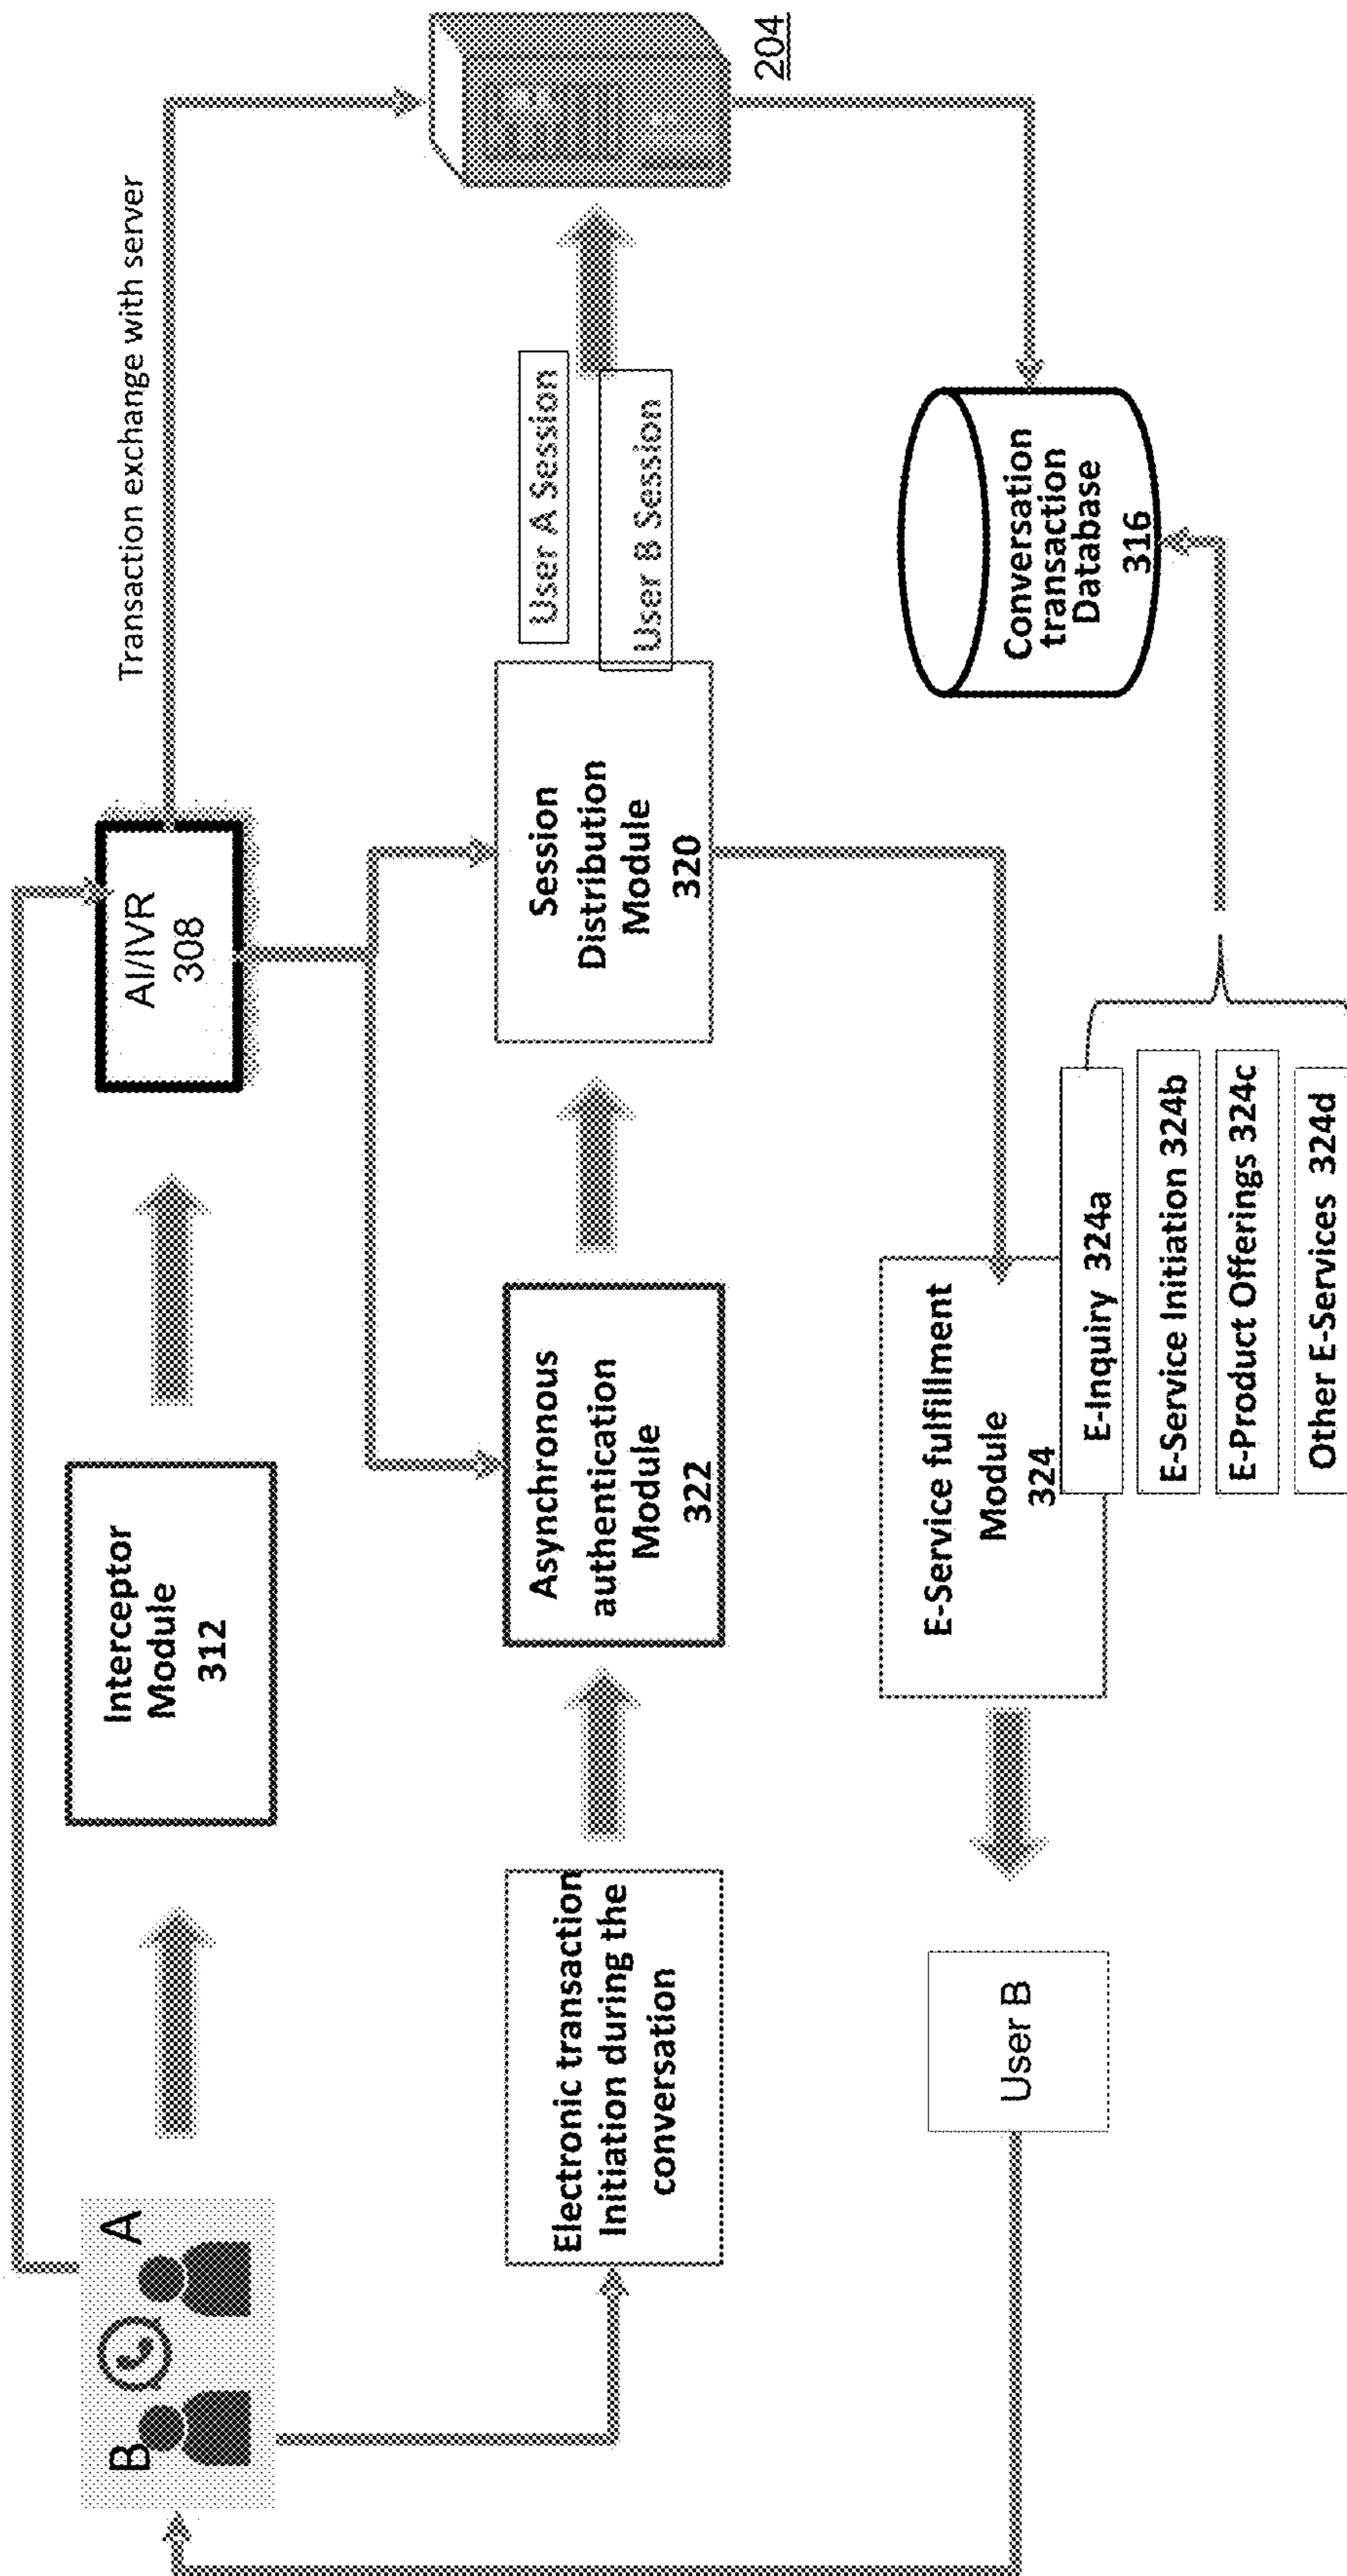 Transaction exchange with server
B
A
Interceptor
Module
312
AI/IVR
308
204
Electronic transaction
Initiation during the
conversation
Asynchronous
authentication
Module
322
Session
Distribution
Module
320
User A Session
User B Session
User B
E-Service fulfillment
Module
324
E-Inquiry 324a
E-Service Initiation 324b
E-Product Offerings 324c
Other E-Services 324d
Conversation
transaction
Database
316